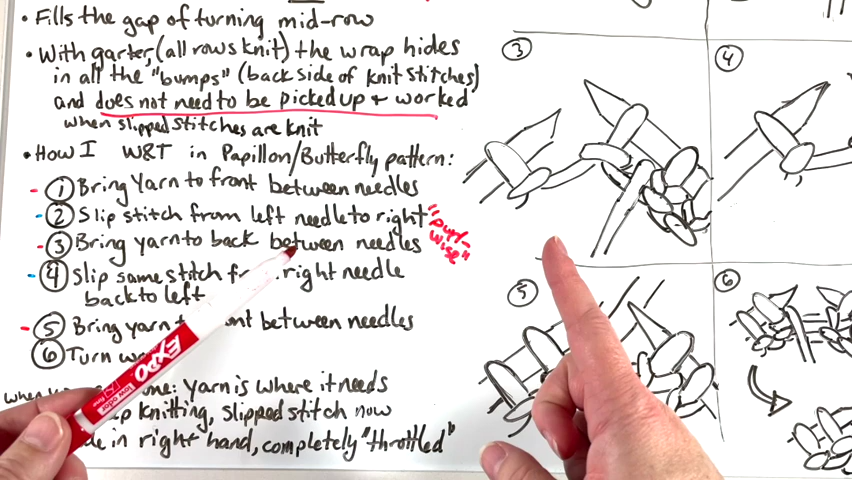 • Fills the gap of turning mid-row
• With garter, (all rows knit) the wrap hides
in all the "bumps" (back side of knit stitches)
and does not need to be picked up + worked
when slipped stitches are knit
• How I W&T in Papillon/Butterfly pattern:
- ① Bring Yarn to front between needles
- ② Slip stitch from left needle to right "purl-
wise"
- ③ Bring yarn to back between needles
- ④ Slip same stitch right needle
back to left
- ⑤ Bring yarn between needles
⑥ Turn
when yarn is where it needs
knitting, slipped stitch now
in right hand, completely "throttled"
③
④
⑤
⑥
EXPO
low odor
fine